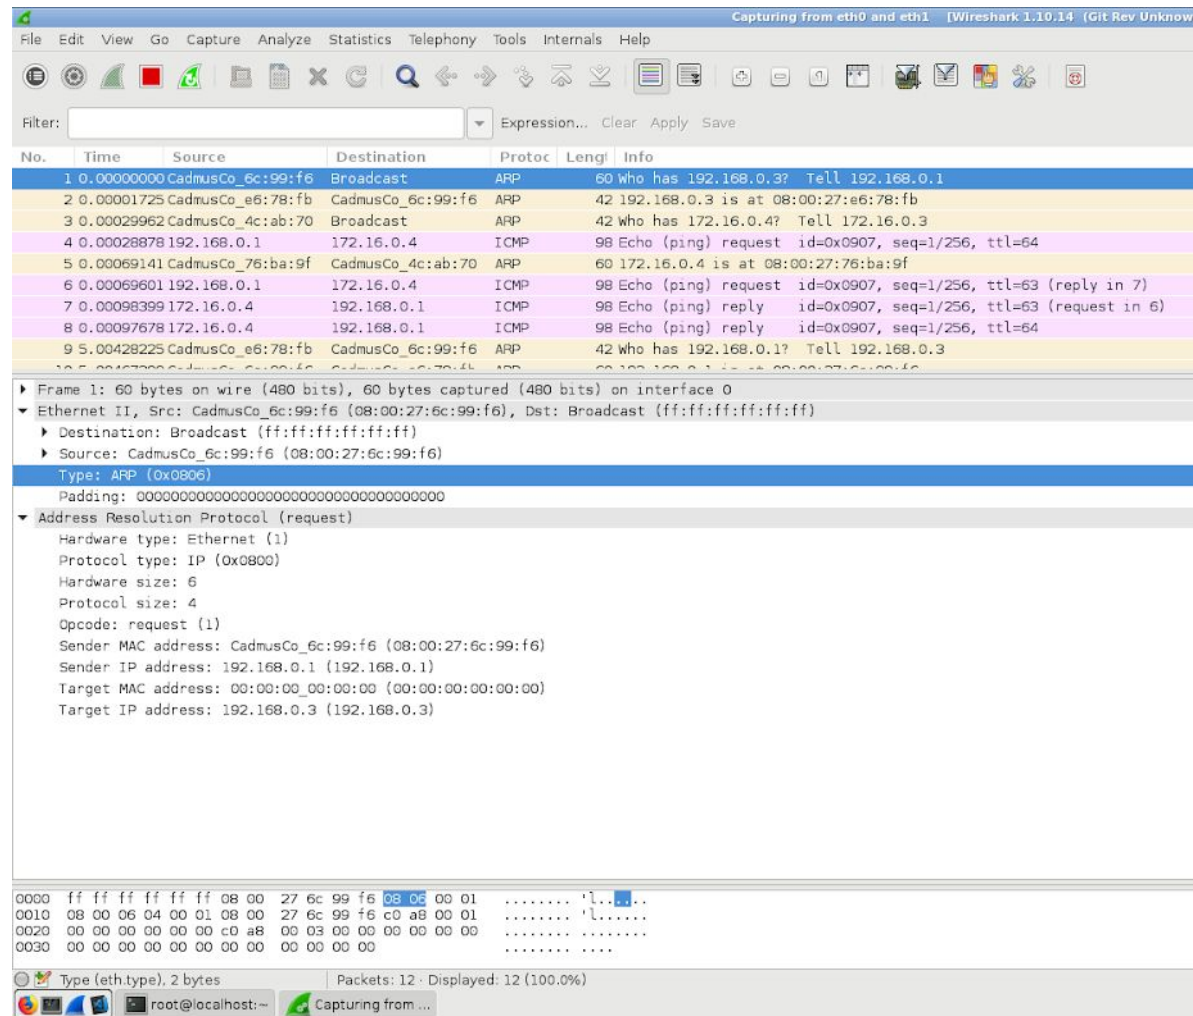 Capturing from eth0 and eth1 [Wireshark 1.10.14 (Git Rev Unknow
File Edit View Go Capture Analyze Statistics Telephony Tools Internals Help
Filter: Expression... Clear Apply Save
No. Time Source Destination Protoc Lengt Info
1 0.00000000 CadmusCo_6c:99:f6 Broadcast ARP 60 Who has 192.168.0.3? Tell 192.168.0.1
2 0.00001725 CadmusCo_e6:78:fb CadmusCo_6c:99:f6 ARP 42 192.168.0.3 is at 08:00:27:e6:78:fb
3 0.00029962 CadmusCo_4c:ab:70 Broadcast ARP 42 Who has 172.16.0.4? Tell 172.16.0.3
4 0.00028878 192.168.0.1 172.16.0.4 ICMP 98 Echo (ping) request id=0x0907, seq=1/256, ttl=64
5 0.00069141 CadmusCo_76:ba:9f CadmusCo_4c:ab:70 ARP 60 172.16.0.4 is at 08:00:27:76:ba:9f
6 0.00069601 192.168.0.1 172.16.0.4 ICMP 98 Echo (ping) request id=0x0907, seq=1/256, ttl=63 (reply in 7)
7 0.00098399 172.16.0.4 192.168.0.1 ICMP 98 Echo (ping) reply id=0x0907, seq=1/256, ttl=63 (request in 6)
8 0.00097678 172.16.0.4 192.168.0.1 ICMP 98 Echo (ping) reply id=0x0907, seq=1/256, ttl=64
9 5.00428225 CadmusCo_e6:78:fb CadmusCo_6c:99:f6 ARP 42 Who has 192.168.0.1? Tell 192.168.0.3
Frame 1: 60 bytes on wire (480 bits), 60 bytes captured (480 bits) on interface 0
Ethernet II, Src: CadmusCo_6c:99:f6 (08:00:27:6c:99:f6), Dst: Broadcast (ff:ff:ff:ff:ff:ff)
Destination: Broadcast (ff:ff:ff:ff:ff:ff)
Source: CadmusCo_6c:99:f6 (08:00:27:6c:99:f6)
Type: ARP (0x0806)
Padding: 000000000000000000000000000000000000
Address Resolution Protocol (request)
Hardware type: Ethernet (1)
Protocol type: IP (0x0800)
Hardware size: 6
Protocol size: 4
Opcode: request (1)
Sender MAC address: CadmusCo_6c:99:f6 (08:00:27:6c:99:f6)
Sender IP address: 192.168.0.1 (192.168.0.1)
Target MAC address: 00:00:00_00:00:00 (00:00:00:00:00:00)
Target IP address: 192.168.0.3 (192.168.0.3)
0000 ff ff ff ff ff ff 08 00 27 6c 99 f6 08 06 00 01 ........ 'l......
0010 08 00 06 04 00 01 08 00 27 6c 99 f6 c0 a8 00 01 ........ 'l......
0020 00 00 00 00 00 00 c0 a8 00 03 00 00 00 00 00 00 ........ ........
0030 00 00 00 00 00 00 00 00 00 00 00 00 ........ ....
Type (eth.type), 2 bytes Packets: 12 · Displayed: 12 (100.0%)
root@localhost:~ Capturing from ...